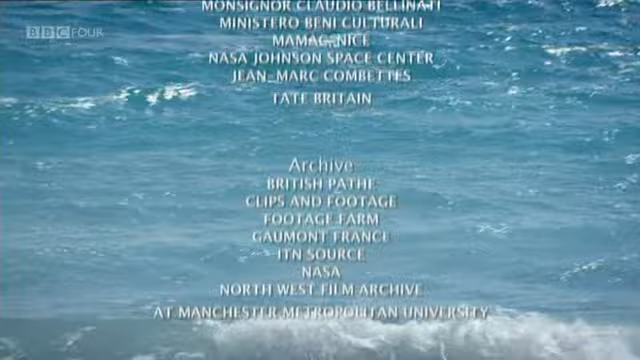 BBC FOUR
MONSIGNOR CLAUDIO BELLINATI
MINISTERO BENI CULTURALI
MAMAC, NICE
NASA JOHNSON SPACE CENTER
JEAN-MARC COMBETTES
TATE BRITAIN
Archive
BRITISH PATHE
CLIPS AND FOOTAGE
FOOTAGE FARM
GAUMONT FRANCE
ITN SOURCE
NASA
NORTH WEST FILM ARCHIVE
AT MANCHESTER METROPOLITAN UNIVERSITY